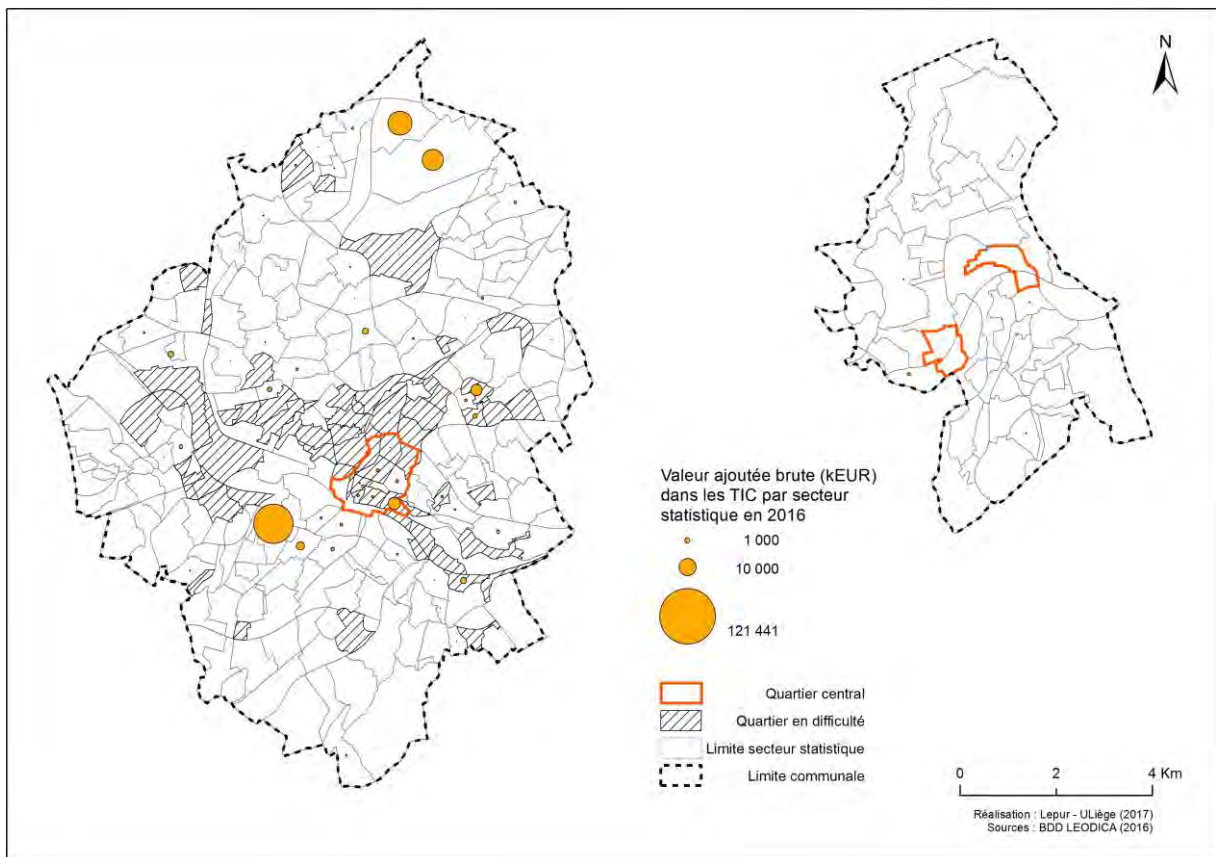 N
Valeur ajoutée brute (kEUR)
dans les TIC par secteur
statistique en 2016
1 000
10 000
121 441
Quartier central
Quartier en difficulté
Limite secteur statistique
Limite communale
0 2 4 Km
Réalisation : Lepur - ULiège (2017)
Sources : BDD LEODICA (2016)